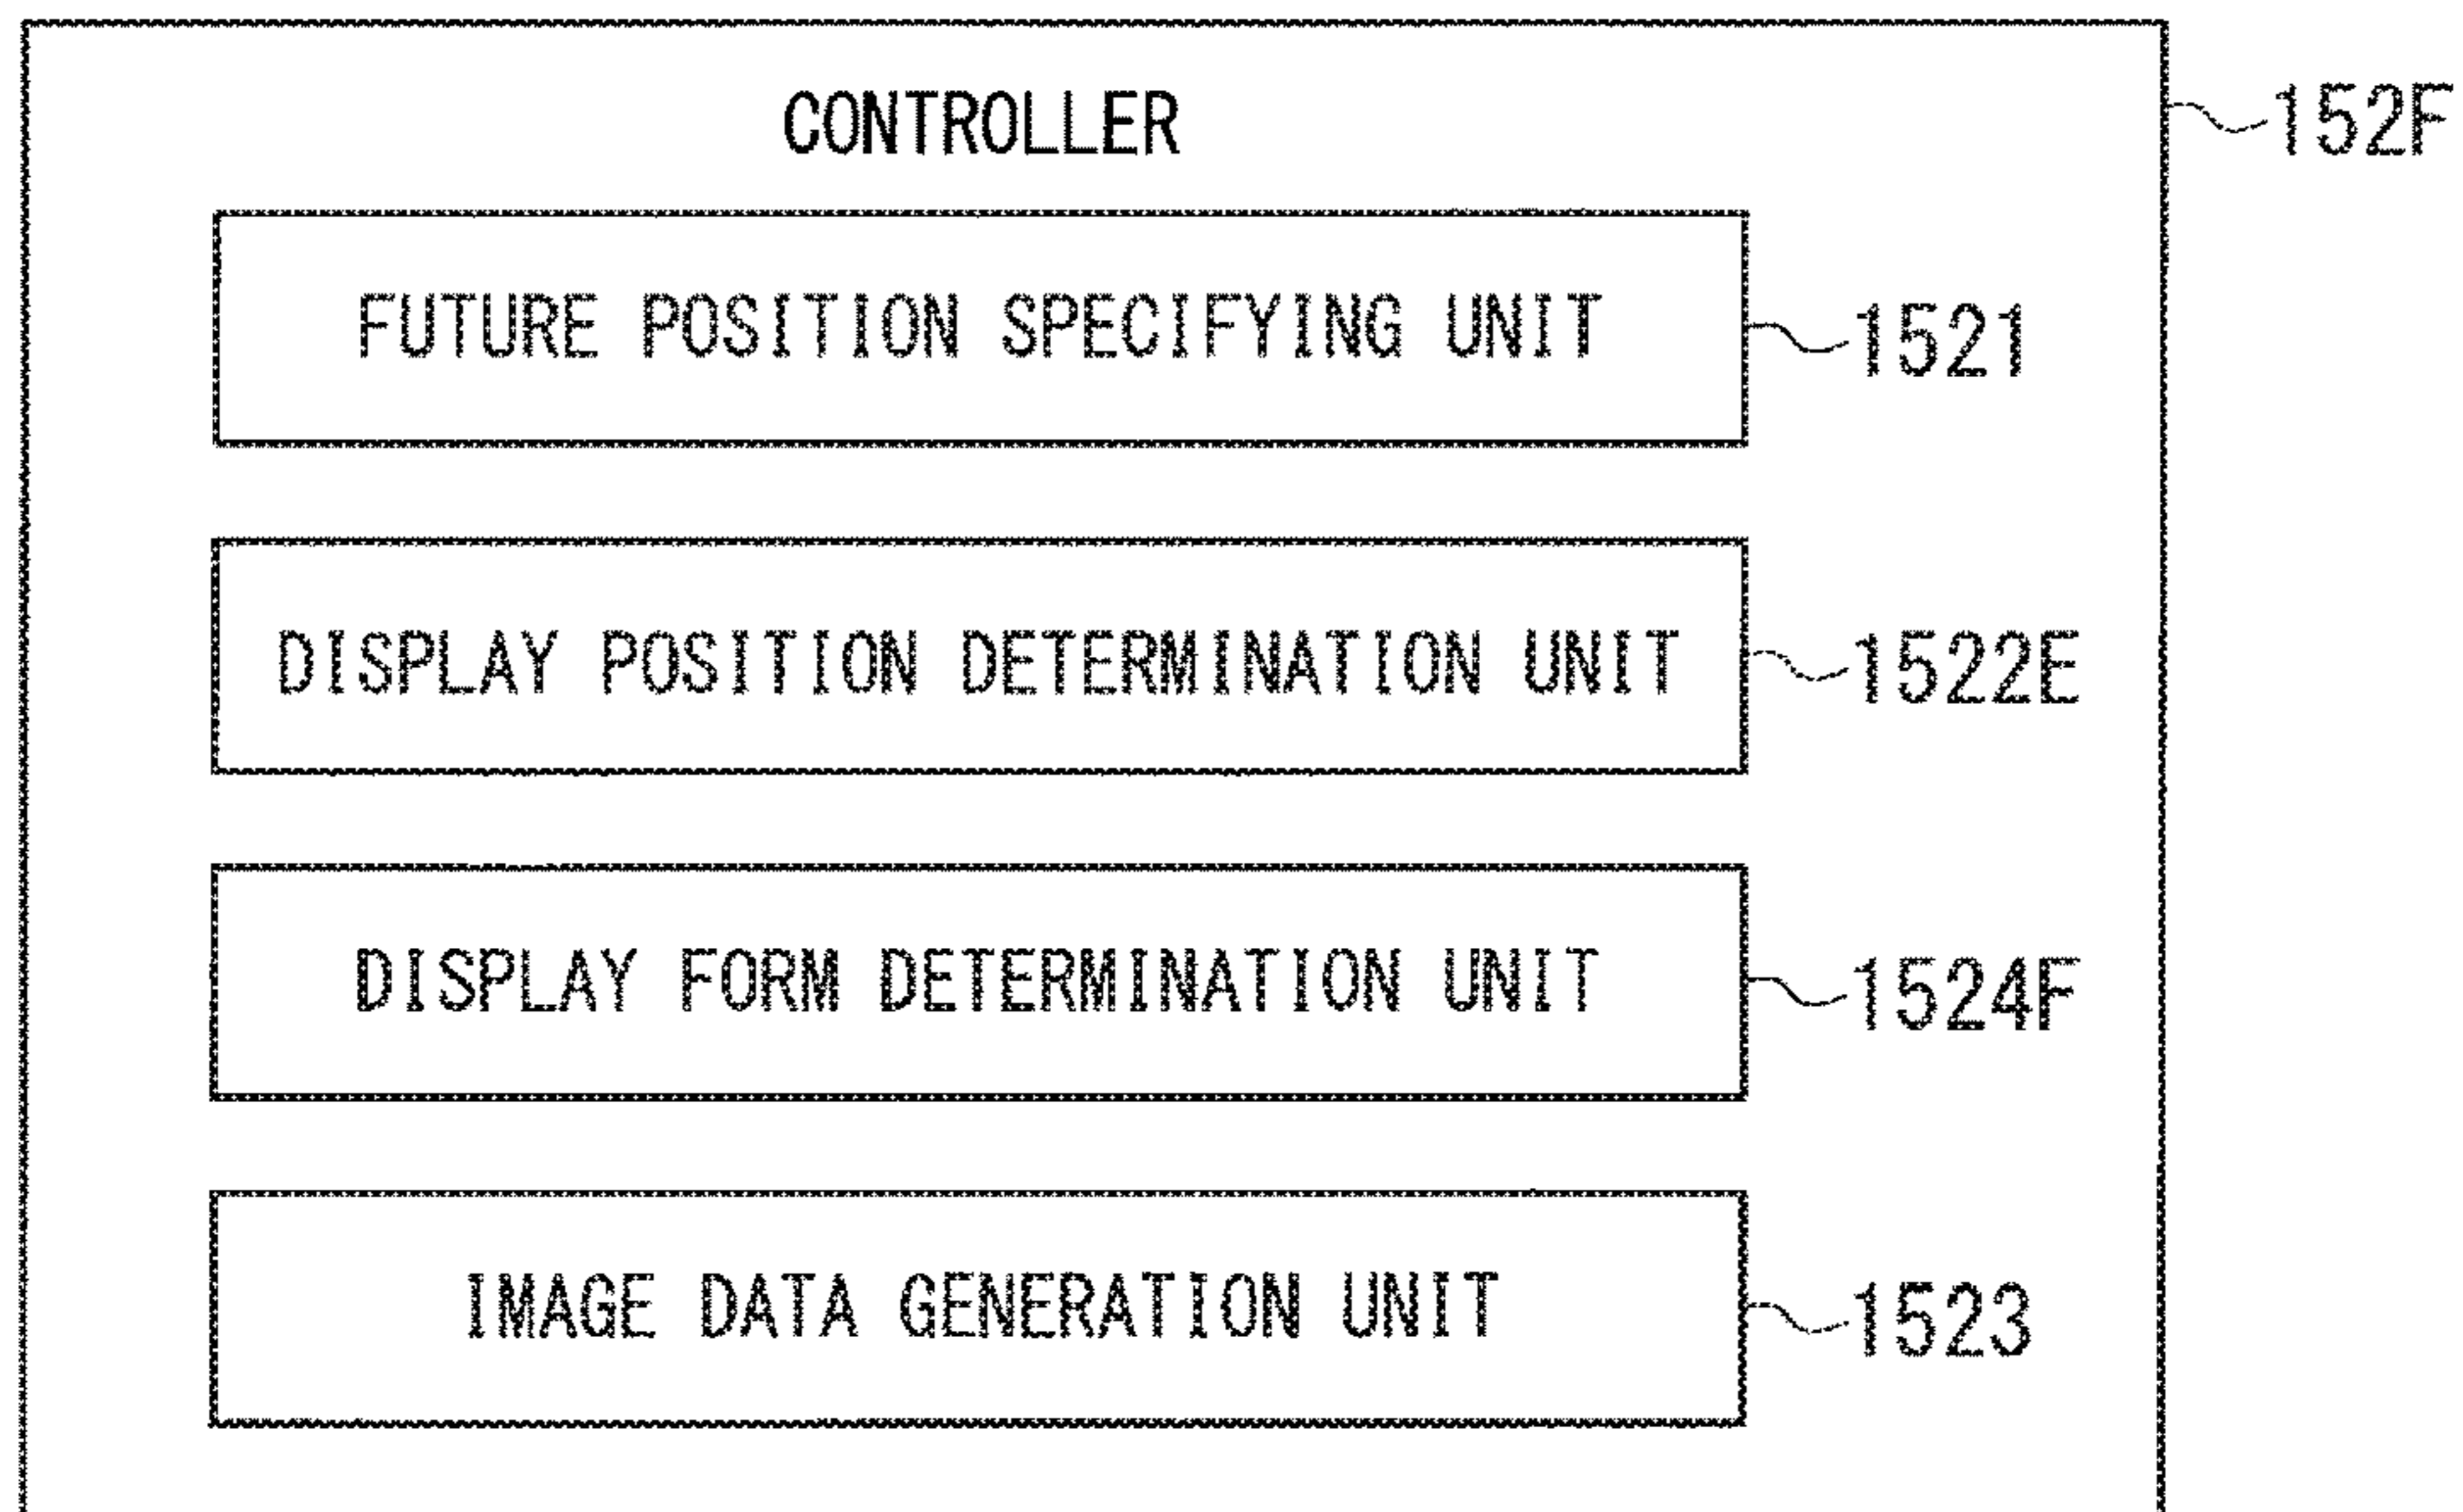 CONTROLLER
152F
FUTURE POSITION SPECIFYING UNIT
1521
DISPLAY POSITION DETERMINATION UNIT
1522E
DISPLAY FORM DETERMINATION UNIT
1524F
IMAGE DATA GENERATION UNIT
1523